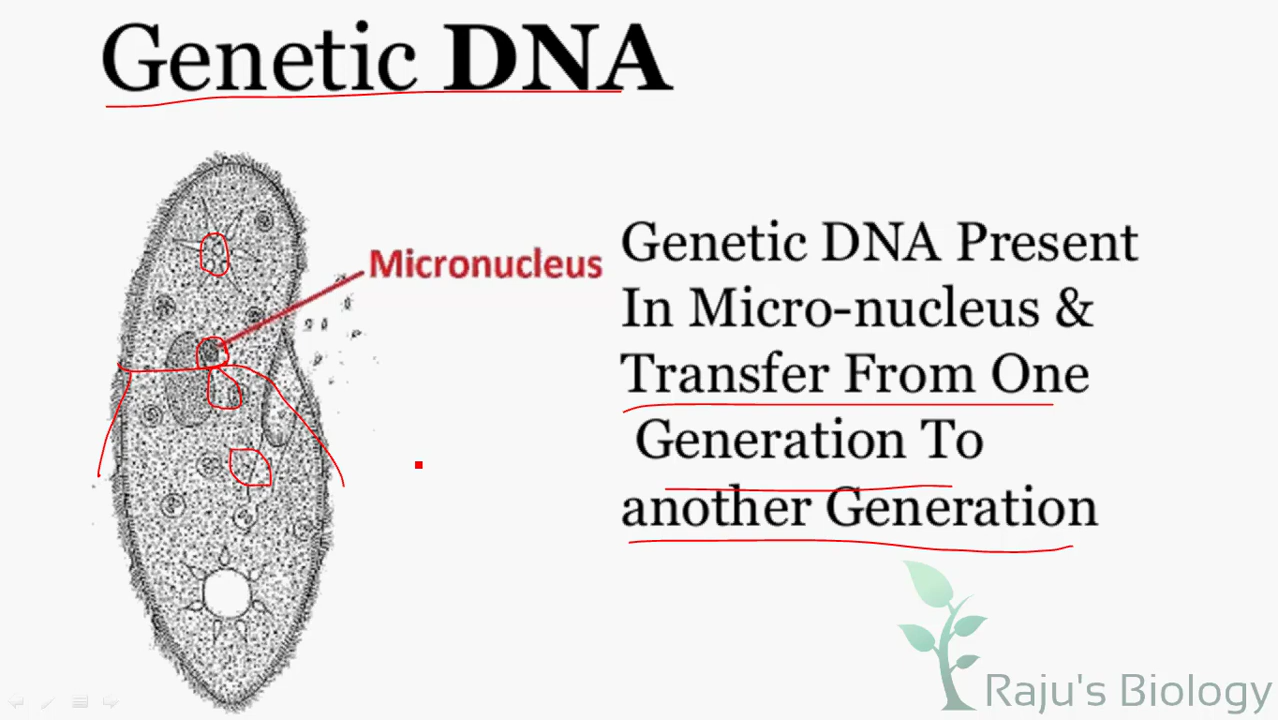 Genetic DNA
Micronucleus
Genetic DNA Present
In Micro-nucleus &
Transfer From One
Generation To
another Generation
Raju's Biology